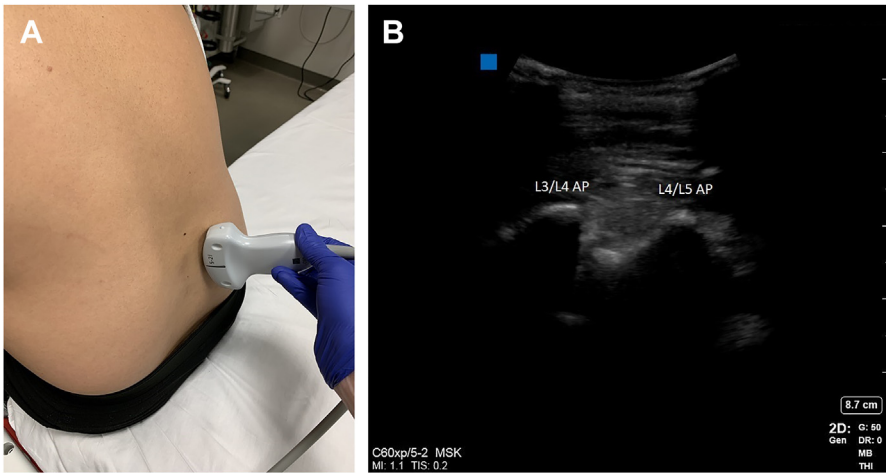 A
B
L3/L4 AP
L4/L5 AP
8.7 cm
2D: G: 50
Gen DR: 0
MB
THI
C60xp/5-2 MSK
MI: 1.1 TIS: 0.2